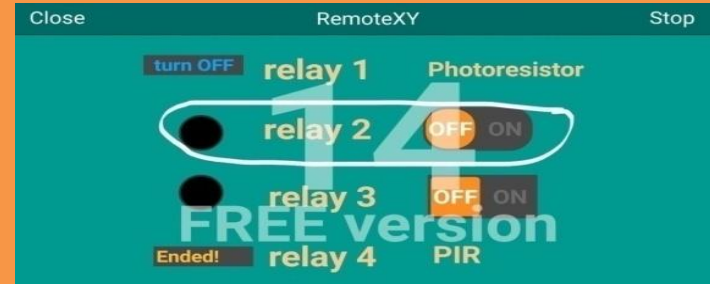 Close RemoteXY Stop
turn OFF relay 1 Photoresistor
relay 2 OFF ON
14
relay 3 OFF ON
FREE version
Ended! relay 4 PIR